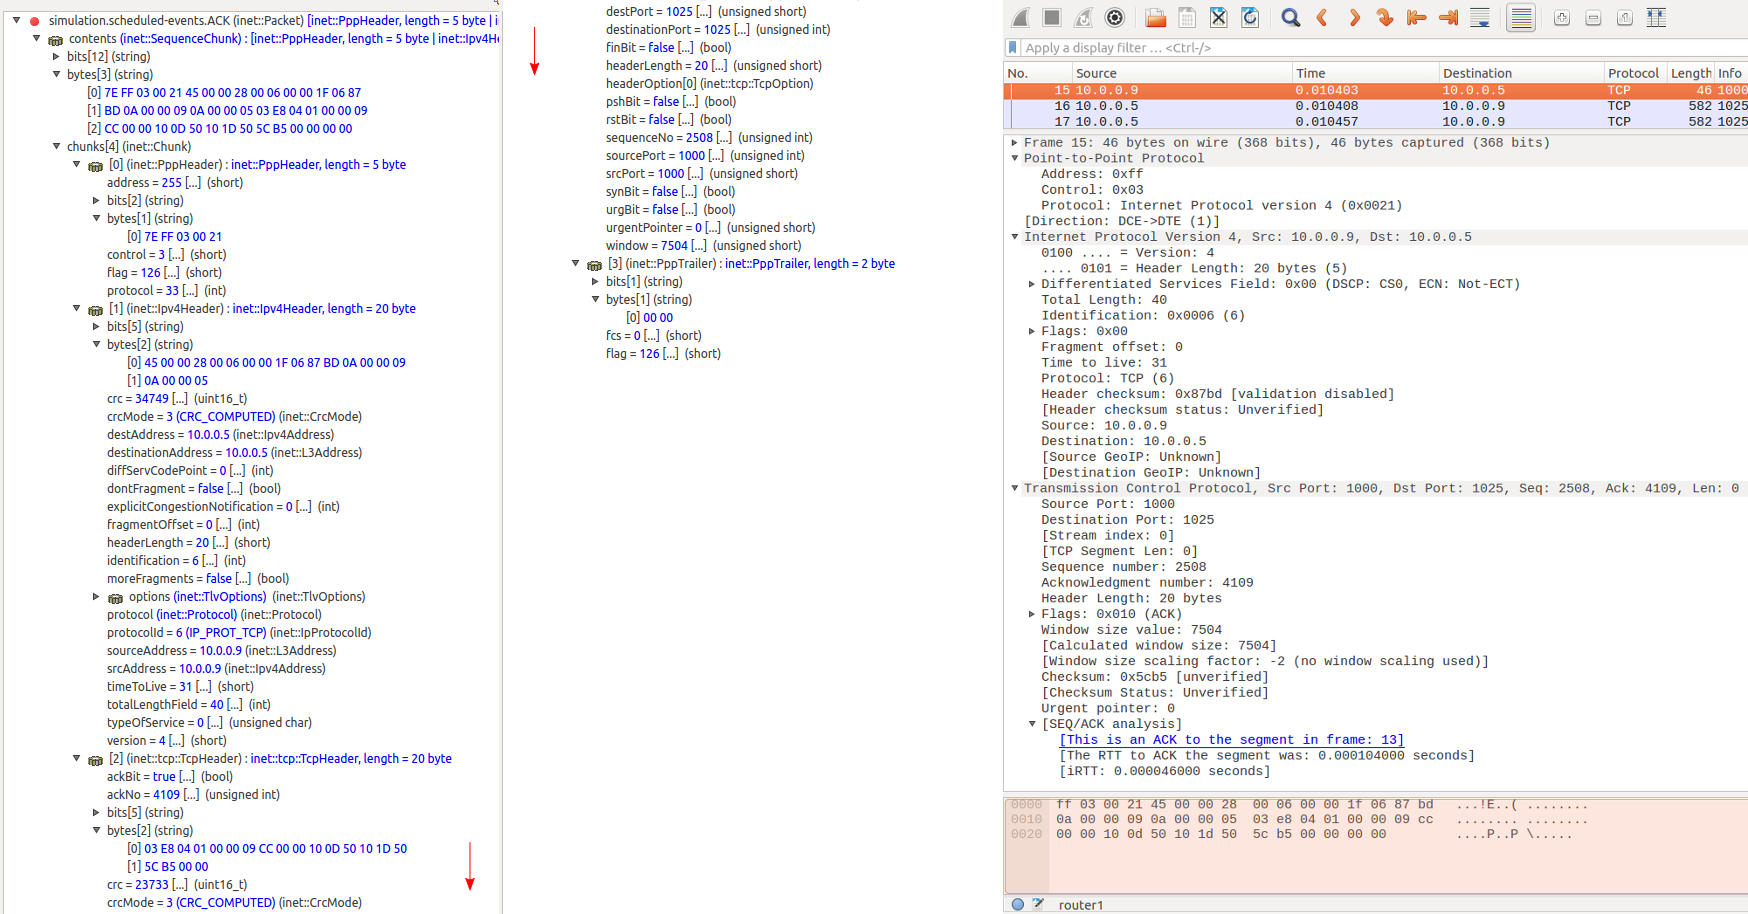 simulation.scheduled-events.ACK (inet::Packet) [inet::PppHeader, length = 5 byte | i
contents (inet::SequenceChunk) : [inet::PppHeader, length = 5 byte | inet::Ipv4He
bits[12] (string)
bytes[3] (string)
[0] 7E FF 03 00 21 45 00 00 28 00 06 00 00 1F 06 87
[1] BD 0A 00 00 09 0A 00 00 05 03 E8 04 01 00 00 09
[2] CC 00 00 10 0D 50 10 1D 50 5C B5 00 00 00 00
chunks[4] (inet::Chunk)
[0] (inet::PppHeader) : inet::PppHeader, length = 5 byte
address = 255 [...] (short)
bits[2] (string)
bytes[1] (string)
[0] 7E FF 03 00 21
control = 3 [...] (short)
flag = 126 [...] (short)
protocol = 33 [...] (int)
[1] (inet::Ipv4Header) : inet::Ipv4Header, length = 20 byte
bits[5] (string)
bytes[2] (string)
[0] 45 00 00 28 00 06 00 00 1F 06 87 BD 0A 00 00 09
[1] 0A 00 00 05
crc = 34749 [...] (uint16_t)
crcMode = 3 (CRC_COMPUTED) (inet::CrcMode)
destAddress = 10.0.0.5 (inet::Ipv4Address)
destinationAddress = 10.0.0.5 (inet::L3Address)
diffServCodePoint = 0 [...] (int)
dontFragment = false [...] (bool)
explicitCongestionNotification = 0 [...] (int)
fragmentOffset = 0 [...] (int)
headerLength = 20 [...] (short)
identification = 6 [...] (int)
moreFragments = false [...] (bool)
options (inet::TlvOptions) (inet::TlvOptions)
protocol (inet::Protocol) (inet::Protocol)
protocolId = 6 (IP_PROT_TCP) (inet::IpProtocolId)
sourceAddress = 10.0.0.9 (inet::L3Address)
srcAddress = 10.0.0.9 (inet::Ipv4Address)
timeToLive = 31 [...] (short)
totalLengthField = 40 [...] (int)
typeOfService = 0 [...] (unsigned char)
version = 4 [...] (short)
[2] (inet::tcp::TcpHeader) : inet::tcp::TcpHeader, length = 20 byte
ackBit = true [...] (bool)
ackNo = 4109 [...] (unsigned int)
bits[5] (string)
bytes[2] (string)
[0] 03 E8 04 01 00 00 09 CC 00 00 10 0D 50 10 1D 50
[1] 5C B5 00 00
crc = 23733 [...] (uint16_t)
crcMode = 3 (CRC_COMPUTED) (inet::CrcMode)
destPort = 1025 [...] (unsigned short)
destinationPort = 1025 [...] (unsigned int)
finBit = false [...] (bool)
headerLength = 20 [...] (unsigned short)
headerOption[0] (inet::tcp::TcpOption)
pshBit = false [...] (bool)
rstBit = false [...] (bool)
sequenceNo = 2508 [...] (unsigned int)
sourcePort = 1000 [...] (unsigned int)
srcPort = 1000 [...] (unsigned short)
synBit = false [...] (bool)
urgBit = false [...] (bool)
urgentPointer = 0 [...] (unsigned short)
window = 7504 [...] (unsigned short)
[3] (inet::PppTrailer) : inet::PppTrailer, length = 2 byte
bits[1] (string)
bytes[1] (string)
[0] 00 00
fcs = 0 [...] (short)
flag = 126 [...] (short)
Apply a display filter … <Ctrl-/>
No. Source Time Destination Protocol Length Info
15 10.0.0.9 0.010403 10.0.0.5 TCP 46 1000
16 10.0.0.5 0.010408 10.0.0.9 TCP 582 1025
17 10.0.0.5 0.010457 10.0.0.9 TCP 582 1025
Frame 15: 46 bytes on wire (368 bits), 46 bytes captured (368 bits)
Point-to-Point Protocol
Address: 0xff
Control: 0x03
Protocol: Internet Protocol version 4 (0x0021)
[Direction: DCE->DTE (1)]
Internet Protocol Version 4, Src: 10.0.0.9, Dst: 10.0.0.5
0100 .... = Version: 4
.... 0101 = Header Length: 20 bytes (5)
Differentiated Services Field: 0x00 (DSCP: CS0, ECN: Not-ECT)
Total Length: 40
Identification: 0x0006 (6)
Flags: 0x00
Fragment offset: 0
Time to live: 31
Protocol: TCP (6)
Header checksum: 0x87bd [validation disabled]
[Header checksum status: Unverified]
Source: 10.0.0.9
Destination: 10.0.0.5
[Source GeoIP: Unknown]
[Destination GeoIP: Unknown]
Transmission Control Protocol, Src Port: 1000, Dst Port: 1025, Seq: 2508, Ack: 4109, Len: 0
Source Port: 1000
Destination Port: 1025
[Stream index: 0]
[TCP Segment Len: 0]
Sequence number: 2508
Acknowledgment number: 4109
Header Length: 20 bytes
Flags: 0x010 (ACK)
Window size value: 7504
[Calculated window size: 7504]
[Window size scaling factor: -2 (no window scaling used)]
Checksum: 0x5cb5 [unverified]
[Checksum Status: Unverified]
Urgent pointer: 0
[SEQ/ACK analysis]
[This is an ACK to the segment in frame: 13]
[The RTT to ACK the segment was: 0.000104000 seconds]
[iRTT: 0.000046000 seconds]
0000 ff 03 00 21 45 00 00 28 00 06 00 00 1f 06 87 bd ...!E..( ........
0010 0a 00 00 09 0a 00 00 05 03 e8 04 01 00 00 09 cc ........ ........
0020 00 00 10 0d 50 10 1d 50 5c b5 00 00 00 00 ....P..P \.....
router1